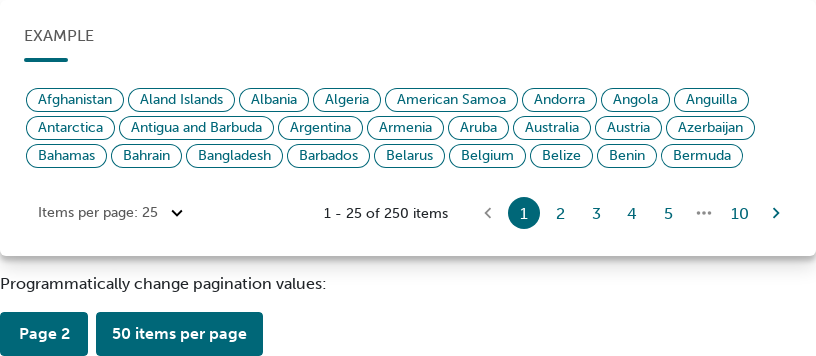 EXAMPLE
Afghanistan Aland Islands Albania Algeria American Samoa Andorra Angola Anguilla
Antarctica Antigua and Barbuda Argentina Armenia Aruba Australia Austria Azerbaijan
Bahamas Bahrain Bangladesh Barbados Belarus Belgium Belize Benin Bermuda
Items per page: 25 1 - 25 of 250 items 1 2 3 4 5 ••• 10
Programmatically change pagination values:
Page 2 50 items per page